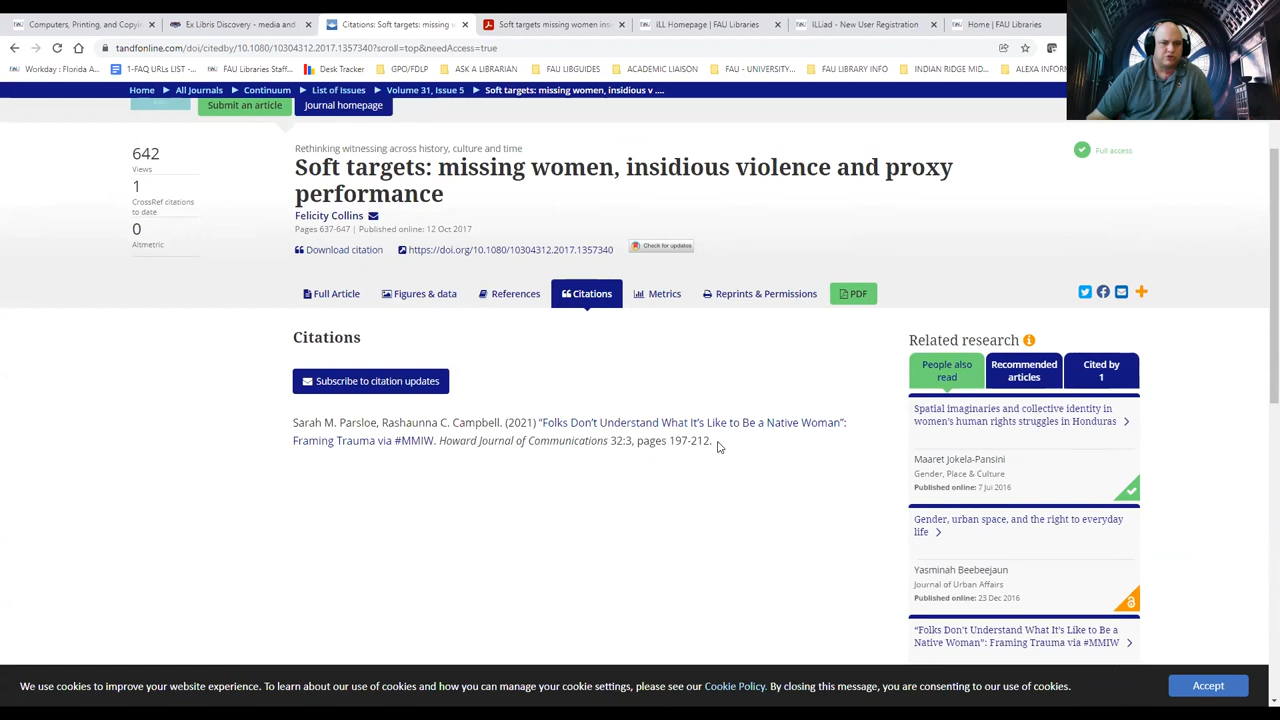 Computers, Printing, and Copyin
Ex Libris Discovery - media and
Citations: Soft targets: missing w
Soft targets missing women insi
iLL Homepage | FAU Libraries
ILLiad - New User Registration
Home | FAU Libraries
tandfonline.com/doi/citedby/10.1080/10304312.2017.1357340?scroll=top&needAccess=true
Workday : Florida A...
1-FAQ URLs LIST -...
FAU Libraries Staff...
Desk Tracker
GPO/FDLP
ASK A LIBRARIAN
FAU LIBGUIDES
ACADEMIC LIAISON
FAU - UNIVERSITY...
FAU LIBRARY INFO
INDIAN RIDGE MID...
ALEXA INFORM
Home
All Journals
Continuum
List of Issues
Volume 31, Issue 5
Soft targets: missing women, insidious v ....
Submit an article
Journal homepage
642
Views
1
CrossRef citations
to date
0
Altmetric
Rethinking witnessing across history, culture and time
Soft targets: missing women, insidious violence and proxy
performance
Full access
Felicity Collins
Pages 637-647 | Published online: 12 Oct 2017
Download citation
https://doi.org/10.1080/10304312.2017.1357340
Check for updates
Full Article
Figures & data
References
Citations
Metrics
Reprints & Permissions
PDF
Citations
Subscribe to citation updates
Sarah M. Parsloe, Rashaunna C. Campbell. (2021) “Folks Don’t Understand What It’s Like to Be a Native Woman”:
Framing Trauma via #MMIW. Howard Journal of Communications 32:3, pages 197-212.
Related research
People also
read
Recommended
articles
Cited by
1
Spatial imaginaries and collective identity in
women’s human rights struggles in Honduras
Maaret Jokela-Pansini
Gender, Place & Culture
Published online: 7 Jul 2016
Gender, urban space, and the right to everyday
life
Yasminah Beebeejaun
Journal of Urban Affairs
Published online: 23 Dec 2016
“Folks Don’t Understand What It’s Like to Be a
Native Woman”: Framing Trauma via #MMIW
We use cookies to improve your website experience. To learn about our use of cookies and how you can manage your cookie settings, please see our Cookie Policy. By closing this message, you are consenting to our use of cookies.
Accept